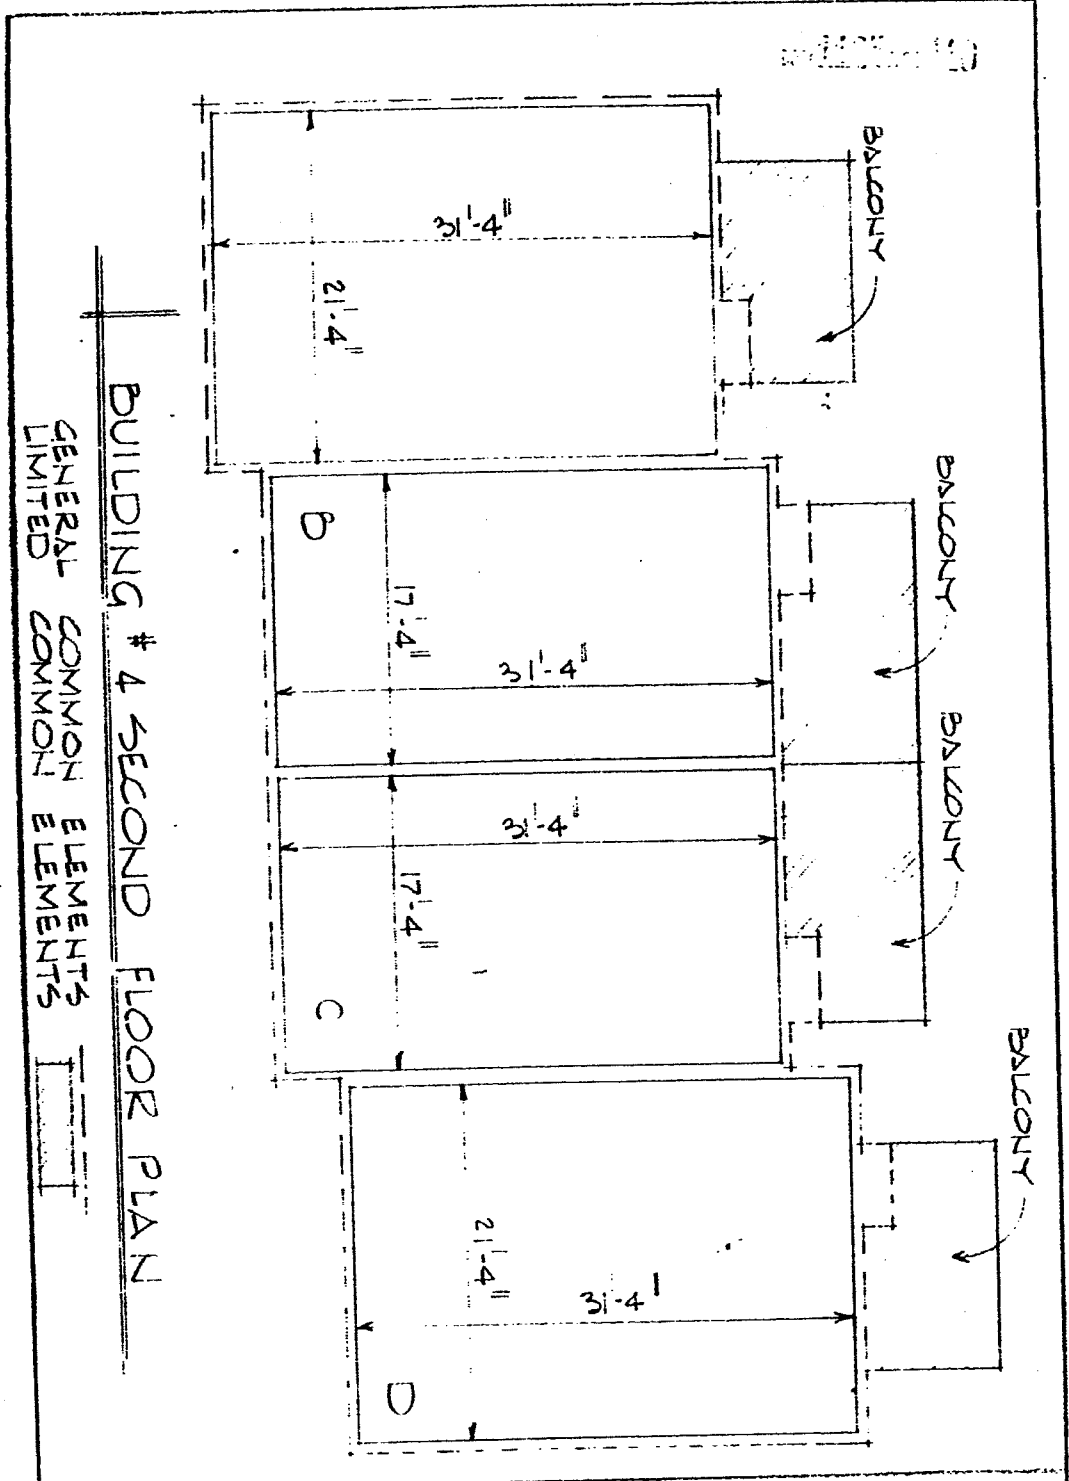 BALCONY
BALCONY
BALCONY
BALCONY
31'-4"
21'-4"
B
17'-4"
31'-4"
31'-4"
17'-4"
C
21'-4"
31'-4'
D
BUILDING # 4 SECOND FLOOR PLAN
GENERAL COMMON ELEMENTS
LIMITED COMMON ELEMENTS